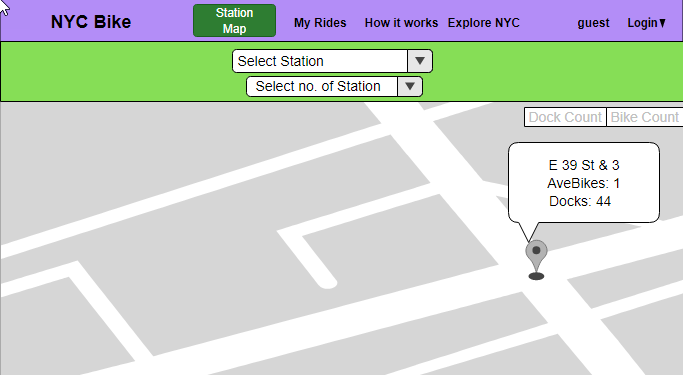 NYC Bike
Station
Map
My Rides
How it works
Explore NYC
guest
Login▾
Select Station
Select no. of Station
Dock Count
Bike Count
E 39 St & 3
AveBikes: 1
Docks: 44